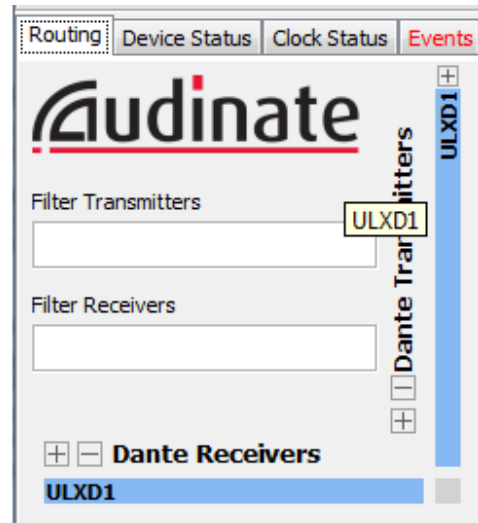 Routing
Device Status
Clock Status
Events
Audinate
Filter Transmitters
ULXD1
Dante Transmitters
ULXD1
Filter Receivers
Dante Receivers
ULXD1